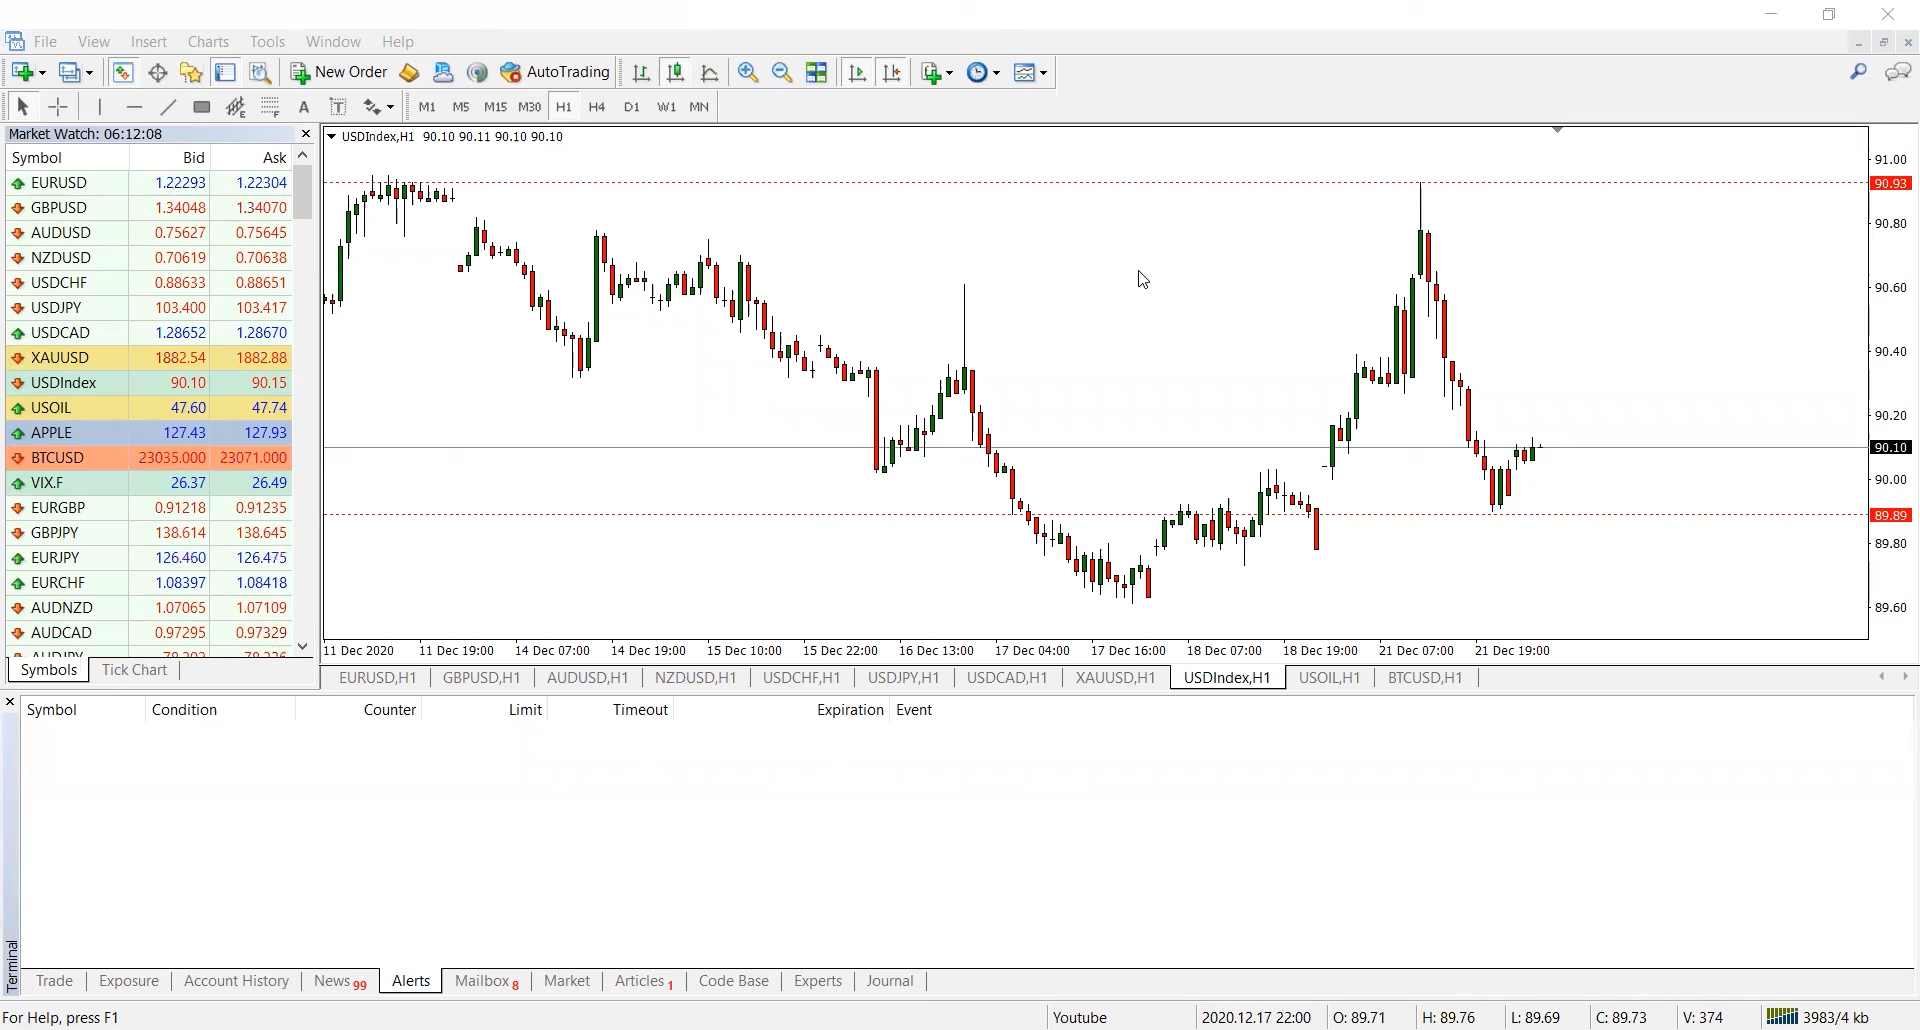 File View Insert Charts Tools Window Help
New Order AutoTrading
A T M1 M5 M15 M30 H1 H4 D1 W1 MN
Market Watch: 06:12:08
Symbol Bid Ask
EURUSD 1.22293 1.22304
GBPUSD 1.34048 1.34070
AUDUSD 0.75627 0.75645
NZDUSD 0.70619 0.70638
USDCHF 0.88633 0.88651
USDJPY 103.400 103.417
USDCAD 1.28652 1.28670
XAUUSD 1882.54 1882.88
USDIndex 90.10 90.15
USOIL 47.60 47.74
APPLE 127.43 127.93
BTCUSD 23035.000 23071.000
VIX.F 26.37 26.49
EURGBP 0.91218 0.91235
GBPJPY 138.614 138.645
EURJPY 126.460 126.475
EURCHF 1.08397 1.08418
AUDNZD 1.07065 1.07109
AUDCAD 0.97295 0.97329
Symbols Tick Chart
USDIndex,H1 90.10 90.11 90.10 90.10
91.00
90.93
90.80
90.60
90.40
90.20
90.10
90.00
89.89
89.80
89.60
11 Dec 2020 11 Dec 19:00 14 Dec 07:00 14 Dec 19:00 15 Dec 10:00 15 Dec 22:00 16 Dec 13:00 17 Dec 04:00 17 Dec 16:00 18 Dec 07:00 18 Dec 19:00 21 Dec 07:00 21 Dec 19:00
EURUSD,H1 GBPUSD,H1 AUDUSD,H1 NZDUSD,H1 USDCHF,H1 USDJPY,H1 USDCAD,H1 XAUUSD,H1 USDIndex,H1 USOIL,H1 BTCUSD,H1
Symbol Condition Counter Limit Timeout Expiration Event
Terminal
Trade Exposure Account History News 99 Alerts Mailbox 8 Market Articles 1 Code Base Experts Journal
For Help, press F1 Youtube 2020.12.17 22:00 O: 89.71 H: 89.76 L: 89.69 C: 89.73 V: 374 3983/4 kb